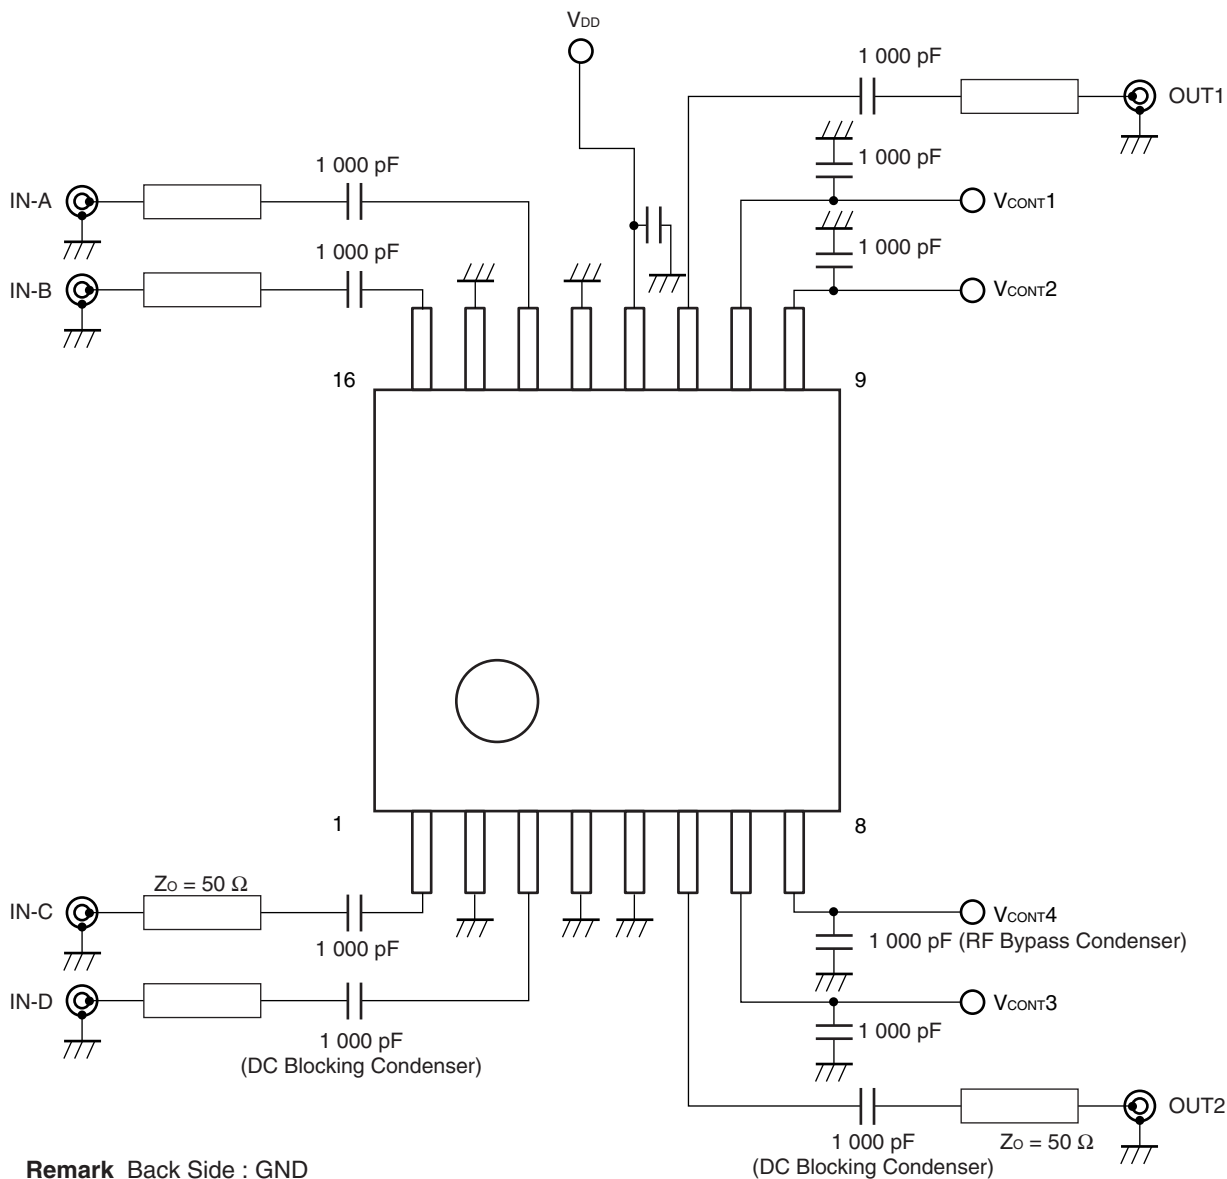 VDD
1 000 pF
OUT1
1 000 pF
1 000 pF
IN-A
VCONT1
1 000 pF
1 000 pF
IN-B
VCONT2
16
9
1
8
ZO = 50 Ω
IN-C
VCONT4
1 000 pF
1 000 pF (RF Bypass Condenser)
IN-D
VCONT3
1 000 pF
1 000 pF
(DC Blocking Condenser)
OUT2
1 000 pF
ZO = 50 Ω
(DC Blocking Condenser)
Remark Back Side : GND